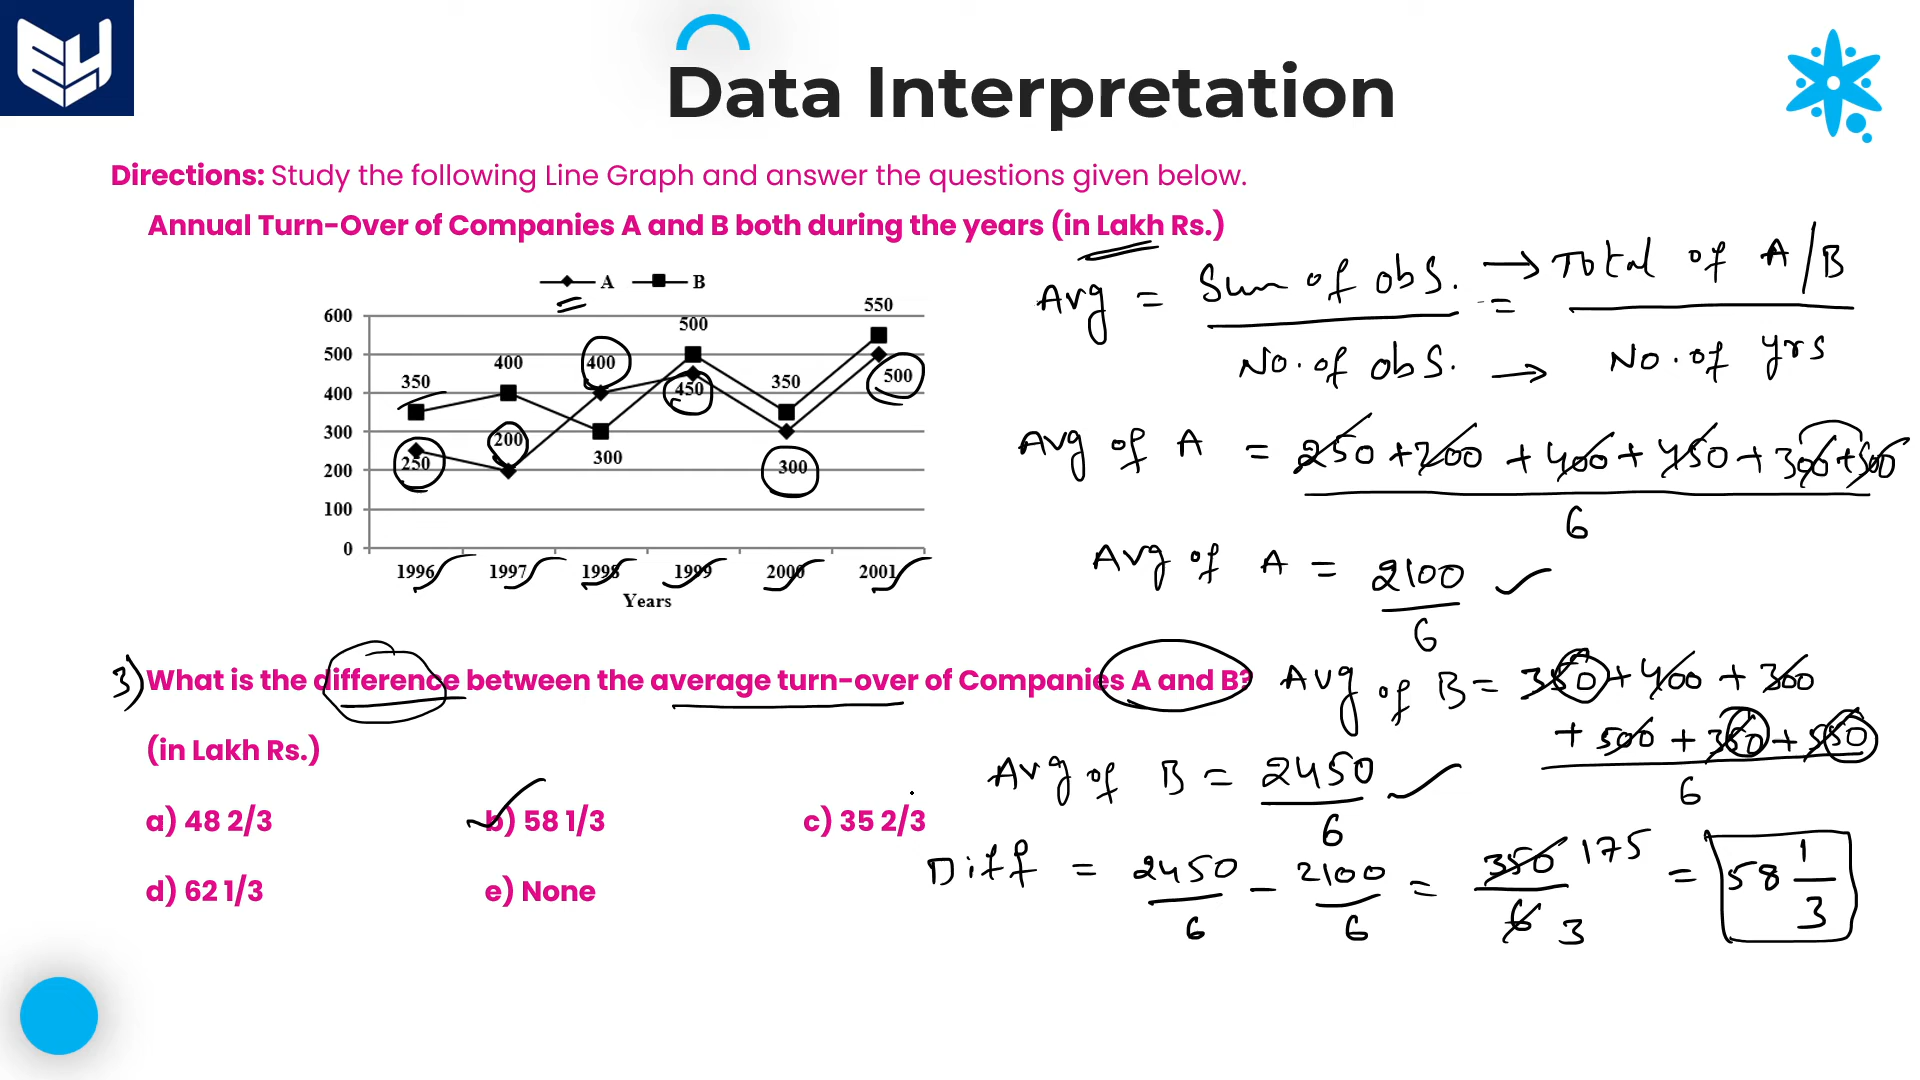 EH
Data Interpretation
Directions: Study the following Line Graph and answer the questions given below.
Annual Turn-Over of Companies A and B both during the years (in Lakh Rs.)
A B
600
500
400
300
200
100
0
350 400 400 500 350 550
250 200 300 450 300 500
1996 1997 1998 1999 2000 2001
Years
Avg = Sum of obs. → = Total of A/B
No. of obs. → No. of yrs
Avg of A = 250 + 200 + 400 + 450 + 300 + 500
6
Avg of A = 2100
6
3) What is the difference between the average turn-over of Companies A and B?
(in Lakh Rs.)
a) 48 2/3 b) 58 1/3 c) 35 2/3
d) 62 1/3 e) None
Avg of B = 350 + 400 + 300
+ 500 + 350 + 550
6
Avg of B = 2450
6
Diff = 2450 - 2100 = 350 175 = 58 1
6 6 6 3 3